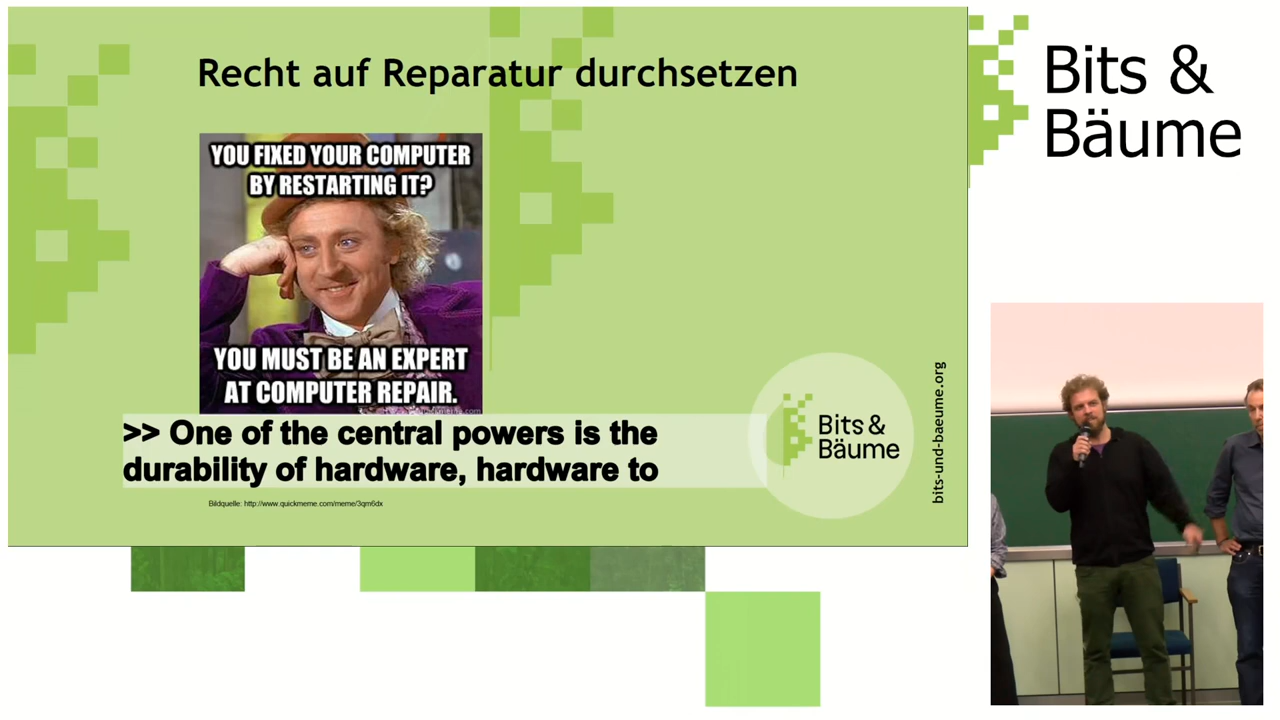 Recht auf Reparatur durchsetzen
Bits &
Bäume
YOU FIXED YOUR COMPUTER
BY RESTARTING IT?
YOU MUST BE AN EXPERT
AT COMPUTER REPAIR.
>> One of the central powers is the
durability of hardware, hardware to
Bits &
Bäume
bits-und-baeume.org
Bildquelle: http://www.quickmeme.com/meme/3qm6dx